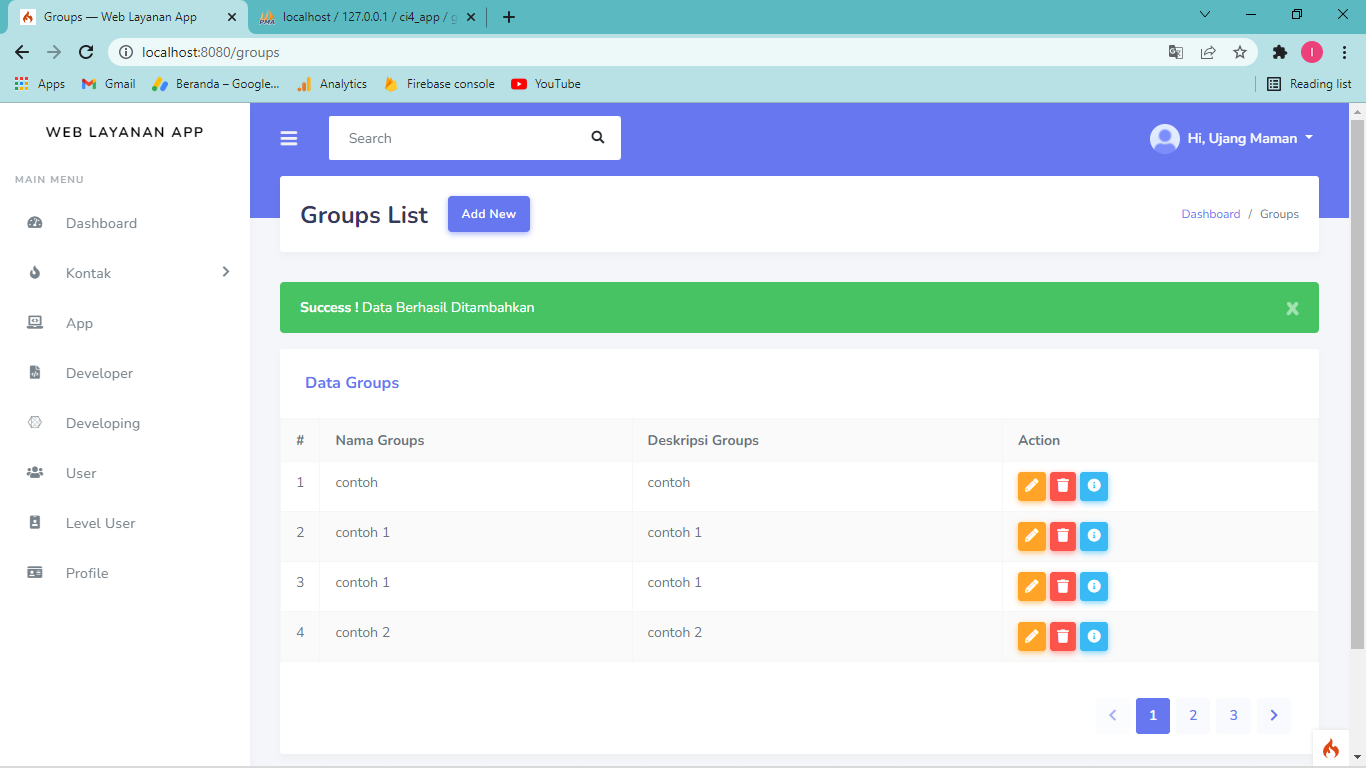 Groups — Web Layanan App
localhost / 127.0.0.1 / ci4_app / g
localhost:8080/groups
I
Apps
Gmail
Beranda – Google...
Analytics
Firebase console
YouTube
Reading list
WEB LAYANAN APP
Search
Hi, Ujang Maman
MAIN MENU
Dashboard
Kontak
App
Developer
Developing
User
Level User
Profile
Groups List
Add New
Dashboard / Groups
Success ! Data Berhasil Ditambahkan
x
Data Groups
# Nama Groups Deskripsi Groups Action
1 contoh contoh
2 contoh 1 contoh 1
3 contoh 1 contoh 1
4 contoh 2 contoh 2
1 2 3